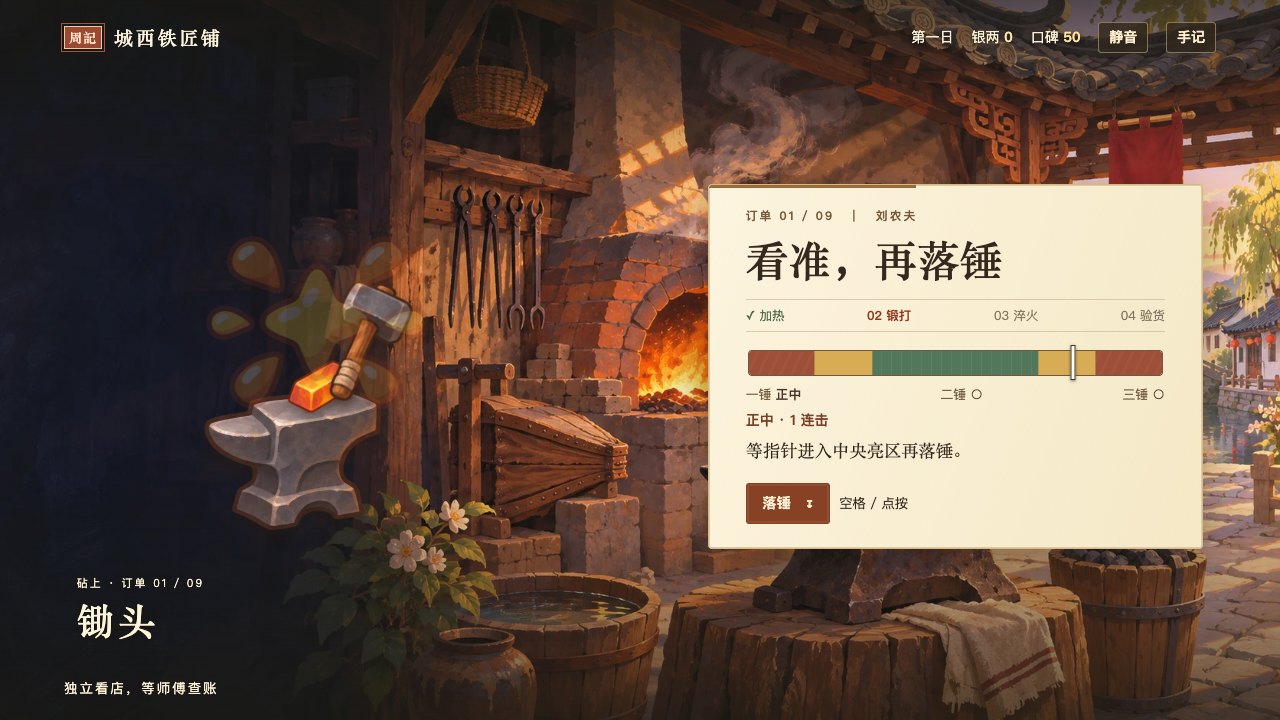 周記 城西铁匠铺
第一日 银两 0 口碑 50 静音 手记
订单 01 / 09 | 刘农夫
看准，再落锤
✓ 加热 02 锻打 03 淬火 04 验货
一锤 正中 二锤 ○ 三锤 ○
正中 · 1 连击
等指针进入中央亮区再落锤。
落锤 ↧ 空格 / 点按
砧上 · 订单 01 / 09
锄头
独立看店，等师傅查账